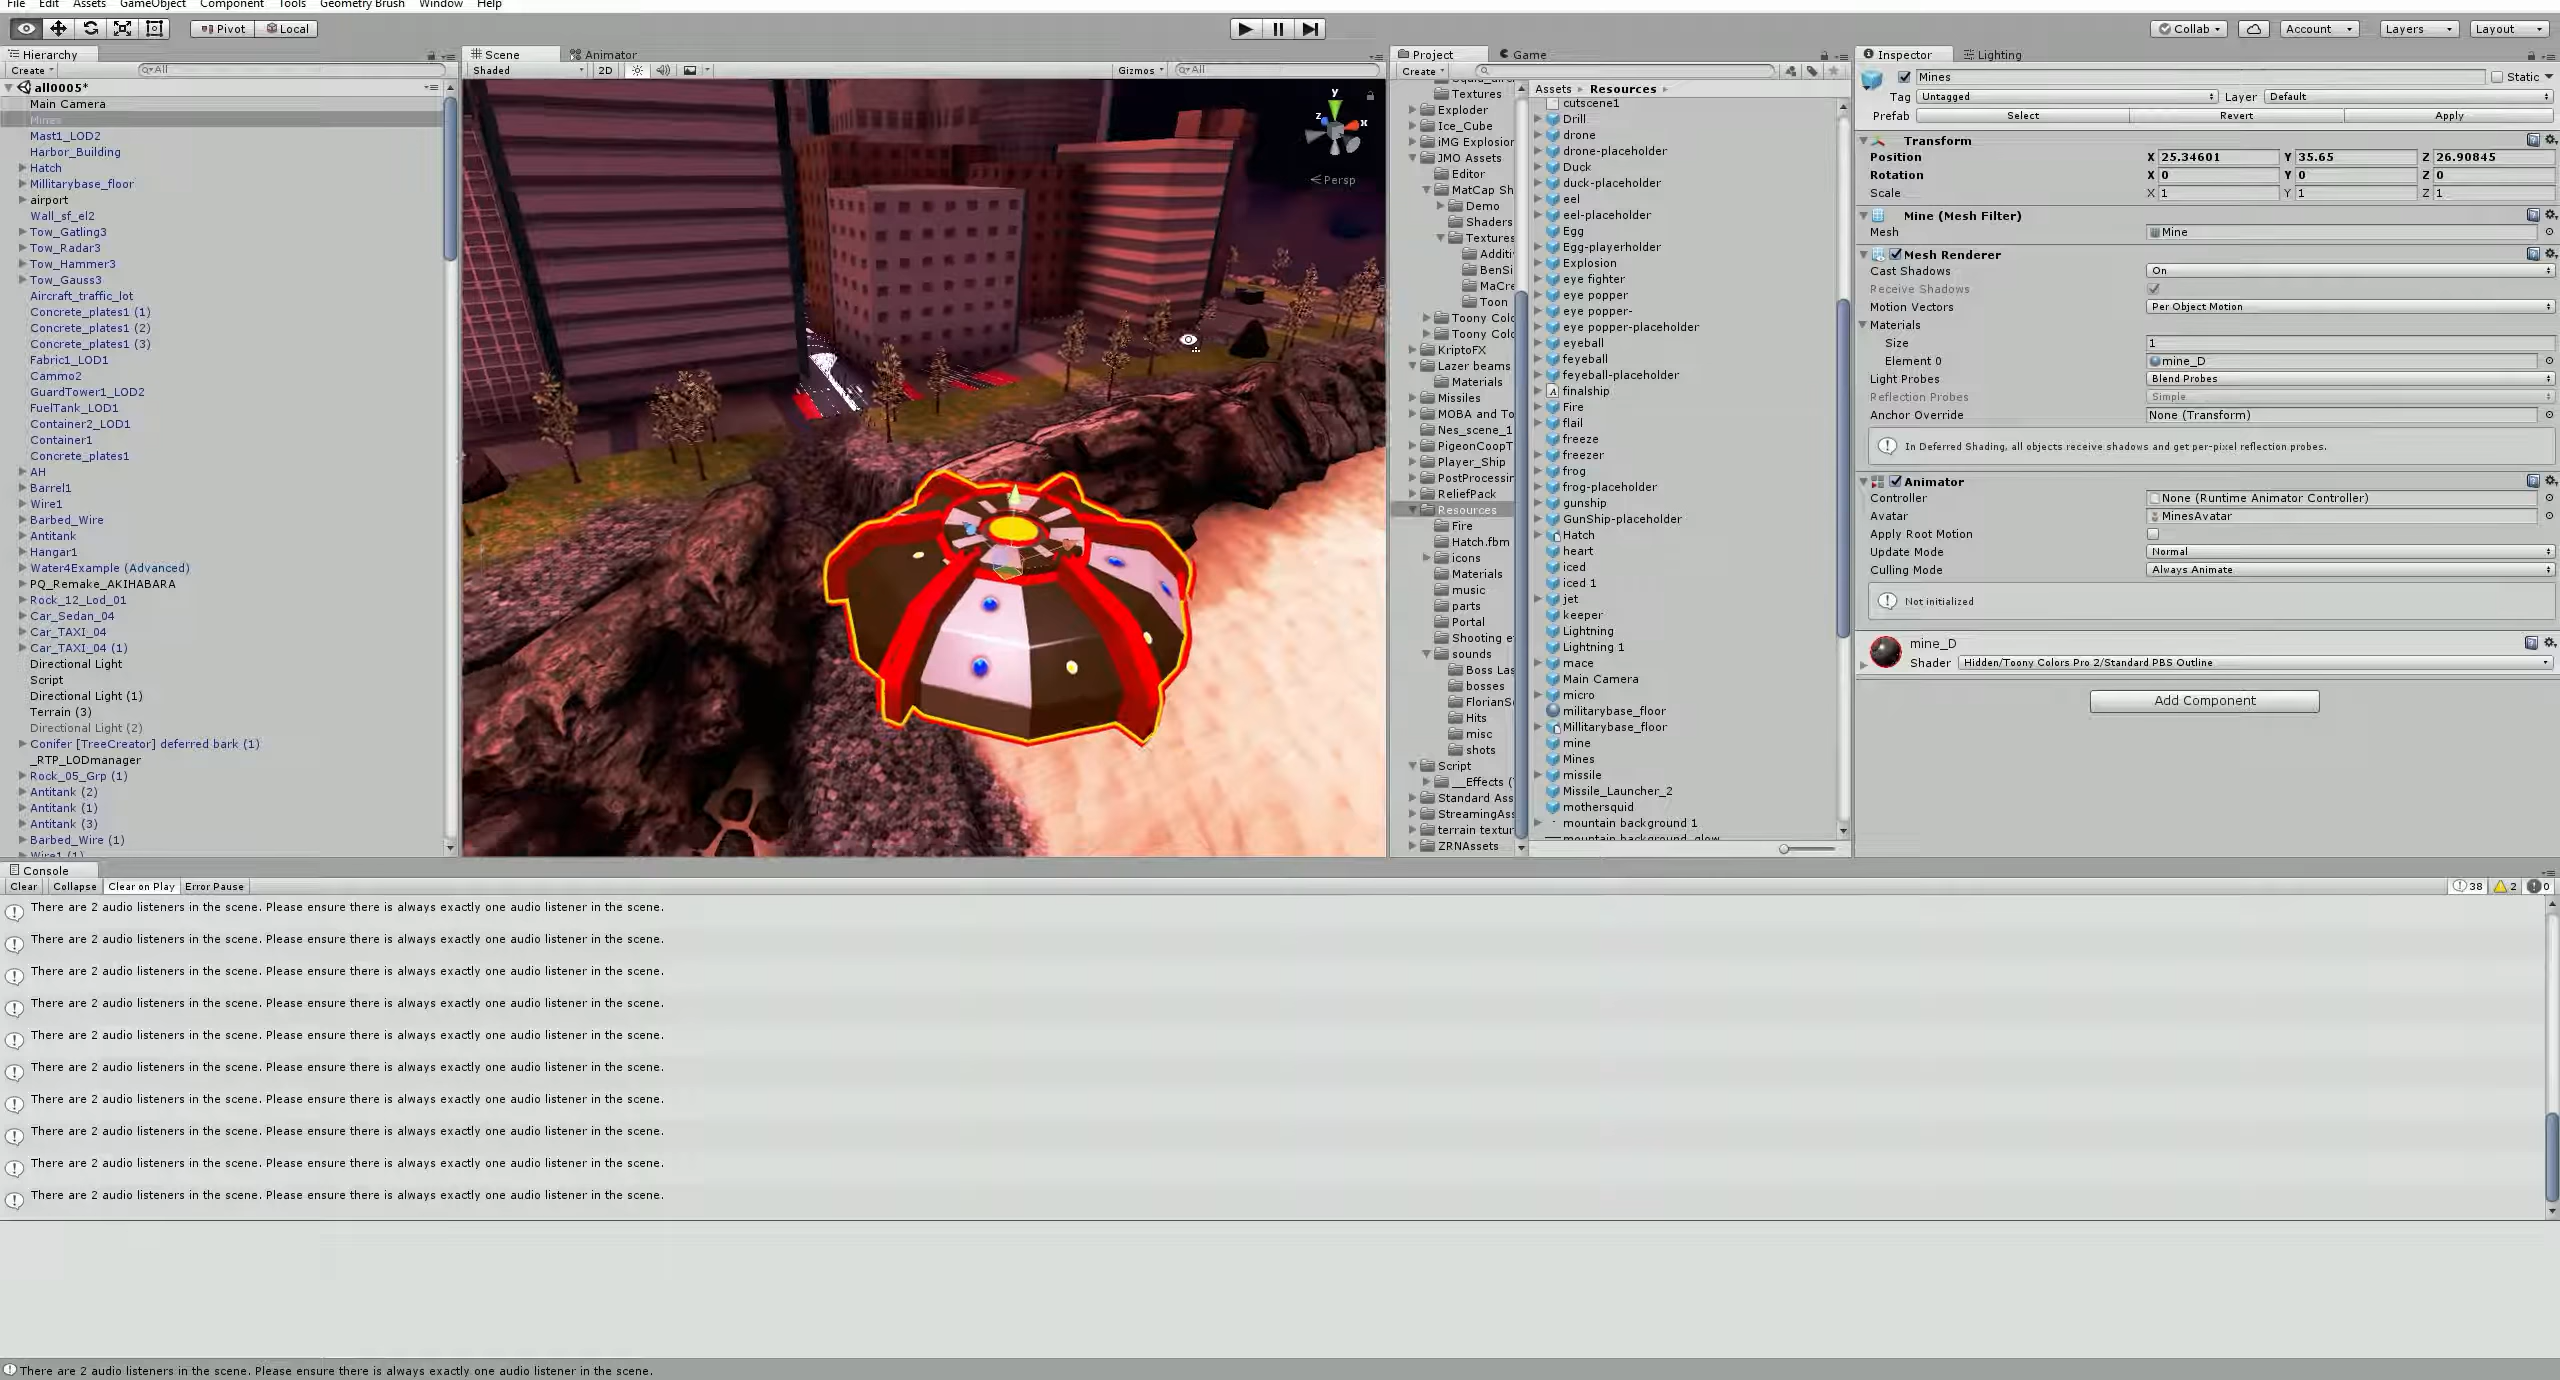 File Edit Assets GameObject Component Tools Geometry Brush Window Help
Pivot Local
Collab Account Layers Layout
Hierarchy
Create All
all0005*
Main Camera
Mines
Mast1_LOD2
Harbor_Building
Hatch
Millitarybase_floor
airport
Wall_sf_el2
Tow_Gatling3
Tow_Radar3
Tow_Hammer3
Tow_Gauss3
Aircraft_traffic_lot
Concrete_plates1 (1)
Concrete_plates1 (2)
Concrete_plates1 (3)
Fabric1_LOD1
Cammo2
GuardTower1_LOD2
FuelTank_LOD1
Container2_LOD1
Container1
Concrete_plates1
AH
Barrel1
Wire1
Barbed_Wire
Antitank
Hangar1
Water4Example (Advanced)
PQ_Remake_AKIHABARA
Rock_12_Lod_01
Car_Sedan_04
Car_TAXI_04
Car_TAXI_04 (1)
Directional Light
Script
Directional Light (1)
Terrain (3)
Directional Light (2)
Conifer [TreeCreator] deferred bark (1)
_RTP_LODmanager
Rock_05_Grp (1)
Antitank (2)
Antitank (1)
Antitank (3)
Barbed_Wire (1)
Wire1 (1)
Scene Animator
Shaded 2D Gizmos All
y
z x
Persp
Project Game
Create
Textures
Exploder
Ice_Cube
iMG Explosion
JMO Assets
Editor
MatCap Sh
Demo
Shaders
Textures
Additi
BenSi
MaCre
Toon
Toony Colo
Toony Colo
KriptoFX
Lazer beams
Materials
Missiles
MOBA and To
Nes_scene_1
PigeonCoopT
Player_Ship
PostProcessin
ReliefPack
Resources
Fire
Hatch.fbm
icons
Materials
music
parts
Portal
Shooting e
sounds
Boss Las
bosses
FlorianS
Hits
misc
shots
Script
__Effects (
Standard Ass
StreamingAss
terrain textur
ZRNAssets
Assets Resources
cutscene1
Drill
drone
drone-placeholder
Duck
duck-placeholder
eel
eel-placeholder
Egg
Egg-playerholder
Explosion
eye fighter
eye popper
eye popper-
eye popper-placeholder
eyeball
feyeball
feyeball-placeholder
finalship
Fire
flail
freeze
freezer
frog
frog-placeholder
gunship
GunShip-placeholder
Hatch
heart
iced
iced 1
jet
keeper
Lightning
Lightning 1
mace
Main Camera
micro
militarybase_floor
Millitarybase_floor
mine
Mines
missile
Missile_Launcher_2
mothersquid
mountain background 1
mountain background_glow
Inspector Lighting
Mines Static
Tag Untagged Layer Default
Prefab Select Revert Apply
Transform
Position X 25.34601 Y 35.65 Z 26.90845
Rotation X 0 Y 0 Z 0
Scale X 1 Y 1 Z 1
Mine (Mesh Filter)
Mesh Mine
Mesh Renderer
Cast Shadows On
Receive Shadows
Motion Vectors Per Object Motion
Materials
Size 1
Element 0 mine_D
Light Probes Blend Probes
Reflection Probes Simple
Anchor Override None (Transform)
In Deferred Shading, all objects receive shadows and get per-pixel reflection probes.
Animator
Controller None (Runtime Animator Controller)
Avatar MinesAvatar
Apply Root Motion
Update Mode Normal
Culling Mode Always Animate
Not initialized
mine_D
Shader Hidden/Toony Colors Pro 2/Standard PBS Outline
Add Component
Console
Clear Collapse Clear on Play Error Pause 38 2 0
There are 2 audio listeners in the scene. Please ensure there is always exactly one audio listener in the scene.
There are 2 audio listeners in the scene. Please ensure there is always exactly one audio listener in the scene.
There are 2 audio listeners in the scene. Please ensure there is always exactly one audio listener in the scene.
There are 2 audio listeners in the scene. Please ensure there is always exactly one audio listener in the scene.
There are 2 audio listeners in the scene. Please ensure there is always exactly one audio listener in the scene.
There are 2 audio listeners in the scene. Please ensure there is always exactly one audio listener in the scene.
There are 2 audio listeners in the scene. Please ensure there is always exactly one audio listener in the scene.
There are 2 audio listeners in the scene. Please ensure there is always exactly one audio listener in the scene.
There are 2 audio listeners in the scene. Please ensure there is always exactly one audio listener in the scene.
There are 2 audio listeners in the scene. Please ensure there is always exactly one audio listener in the scene.
There are 2 audio listeners in the scene. Please ensure there is always exactly one audio listener in the scene.